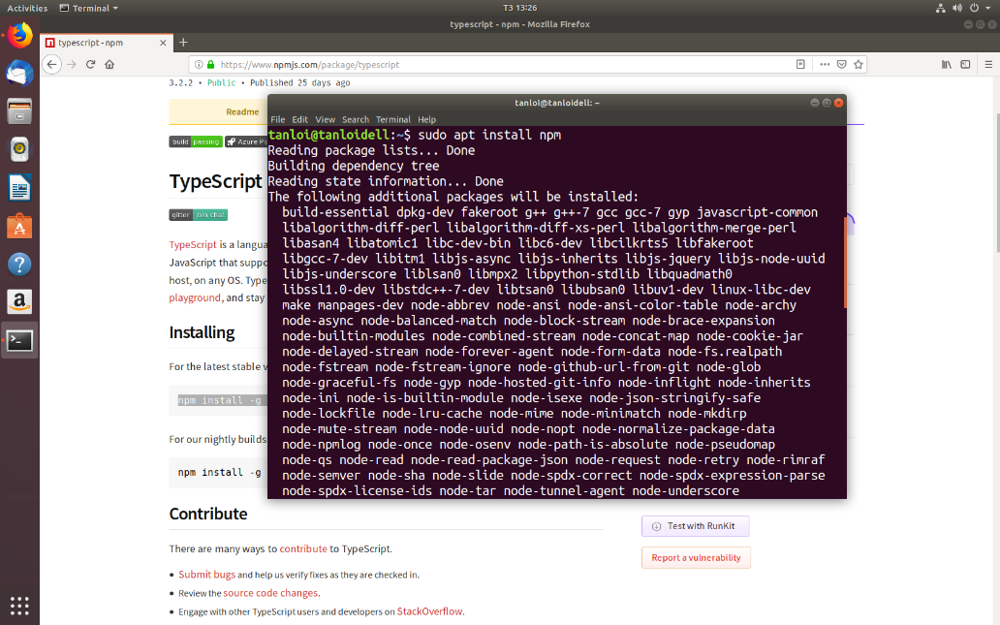 Activities
Terminal
T3 13:26
typescript - npm - Mozilla Firefox
typescript - npm
https://www.npmjs.com/package/typescript
3.2.2 • Public • Published 25 days ago
Readme
tanloi@tanloidell: ~
File Edit View Search Terminal Help
tanloi@tanloidell:~$ sudo apt install npm
Reading package lists... Done
Building dependency tree
Reading state information... Done
The following additional packages will be installed:
build-essential dpkg-dev fakeroot g++ g++-7 gcc gcc-7 gyp javascript-common
libalgorithm-diff-perl libalgorithm-diff-xs-perl libalgorithm-merge-perl
libasan4 libatomic1 libc-dev-bin libc6-dev libcilkrts5 libfakeroot
libgcc-7-dev libitm1 libjs-async libjs-inherits libjs-jquery libjs-node-uuid
libjs-underscore liblsan0 libmpx2 libpython-stdlib libquadmath0
libssl1.0-dev libstdc++-7-dev libtsan0 libubsan0 libuv1-dev linux-libc-dev
make manpages-dev node-abbrev node-ansi node-ansi-color-table node-archy
node-async node-balanced-match node-block-stream node-brace-expansion
node-builtin-modules node-combined-stream node-concat-map node-cookie-jar
node-delayed-stream node-forever-agent node-form-data node-fs.realpath
node-fstream node-fstream-ignore node-github-url-from-git node-glob
node-graceful-fs node-gyp node-hosted-git-info node-inflight node-inherits
node-ini node-is-builtin-module node-isexe node-json-stringify-safe
node-lockfile node-lru-cache node-mime node-minimatch node-mkdirp
node-mute-stream node-node-uuid node-nopt node-normalize-package-data
node-npmlog node-once node-osenv node-path-is-absolute node-pseudomap
node-qs node-read node-read-package-json node-request node-retry node-rimraf
node-semver node-sha node-slide node-spdx-correct node-spdx-expression-parse
node-spdx-license-ids node-tar node-tunnel-agent node-underscore
build passing Azure
TypeScript
gitter join chat
TypeScript is a
JavaScript that
host, on any OS.
playground, and stay
Installing
For the latest stable
npm install -g
For our nightly builds
npm install -g
Contribute
There are many ways to contribute to TypeScript.
• Submit bugs and help us verify fixes as they are checked in.
• Review the source code changes.
• Engage with other TypeScript users and developers on StackOverflow.
Test with RunKit
Report a vulnerability